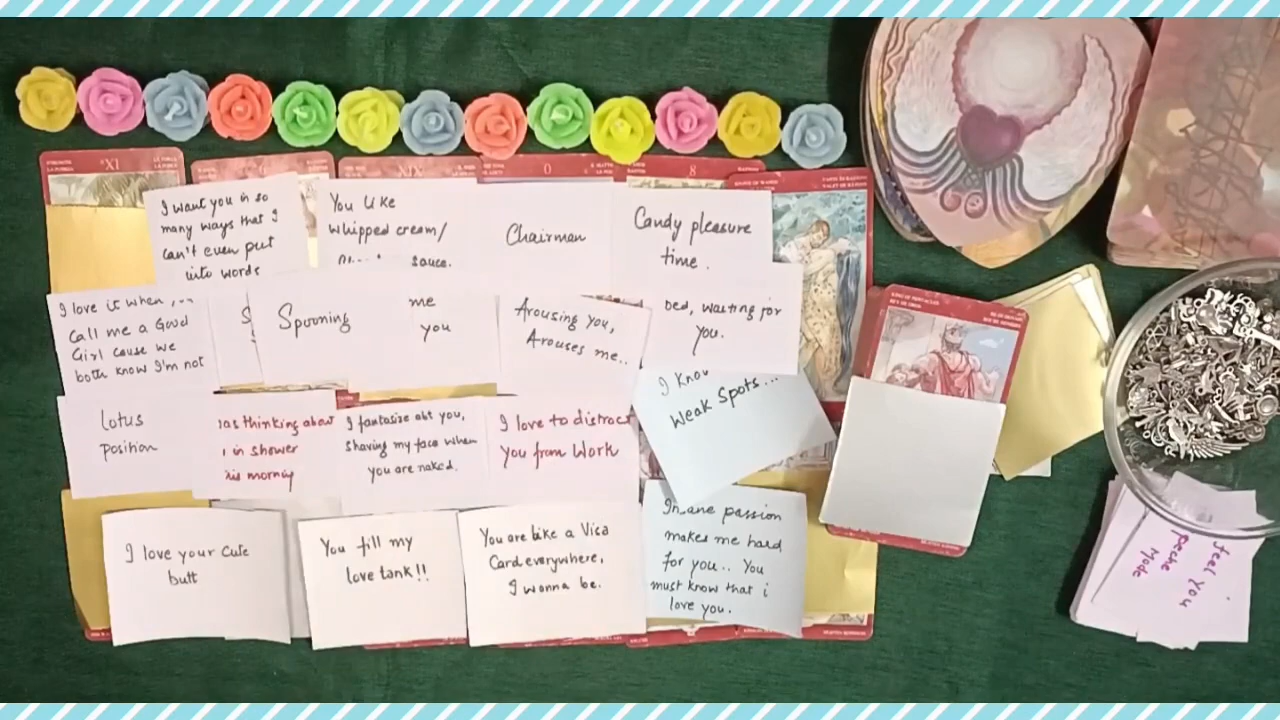 XI
XIX
0
8
I want you in so
many ways that I
can't even put
into words
You like
whipped cream/
sauce.
Chairman
Candy pleasure
time.
I love it when
Call me a Good
Girl cause we
both know I'm not
Spooning
me
you
Arousing you,
Arouses me..
bed, waiting for
you.
lotus
position
thinking about
in shower
morning
I fantasize abt you,
shaving my face when
you are naked.
I love to distract
you from Work
I know
Weak Spots...
I love your cute
butt
You fill my
love tank!!
You are like a Visa
Card everywhere,
I wanna be.
Insane passion
makes me hard
for you.. You
must know that i
love you.
feel you
Mode